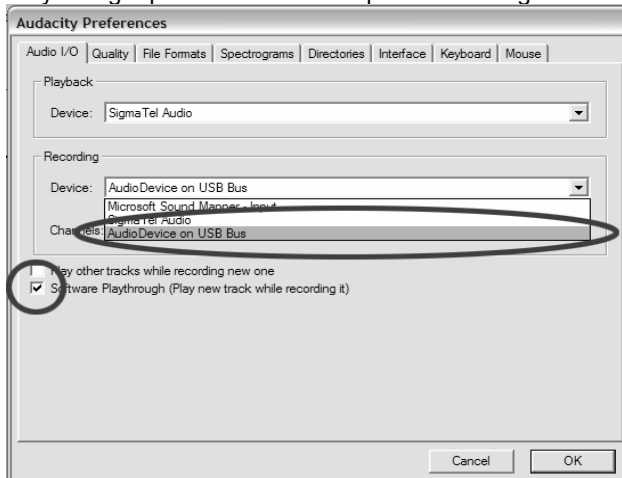 Audacity Preferences
Audio I/O Quality File Formats Spectrograms Directories Interface Keyboard Mouse
Playback
Device: SigmaTel Audio
Recording
Device: AudioDevice on USB Bus
Microsoft Sound Mapper - Input
SigmaTel Audio
Channels: AudioDevice on USB Bus
Play other tracks while recording new one
Software Playthrough (Play new track while recording it)
Cancel OK